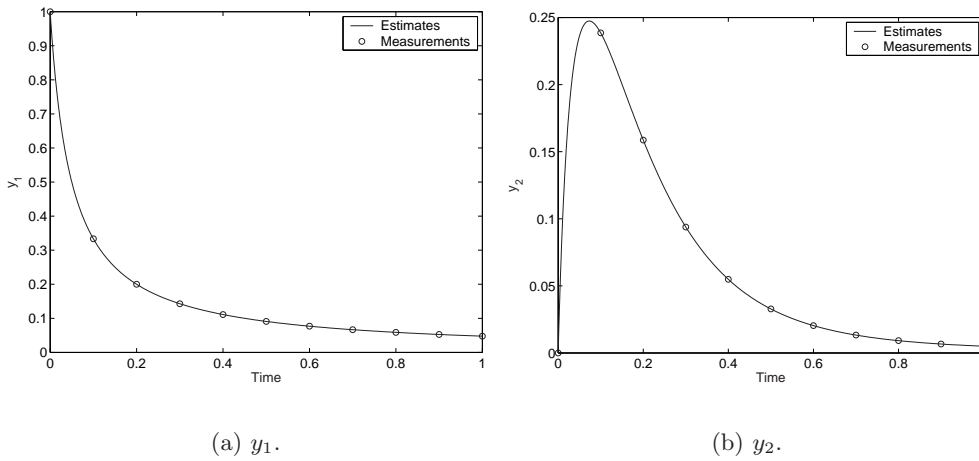 1
0.9
0.8
0.7
0.6
0.5
0.4
0.3
0.2
0.1
0
y1
Estimates
Measurements
0 0.2 0.4 0.6 0.8 1
Time
0.25
0.2
0.15
0.1
0.05
0
y2
Estimates
Measurements
0 0.2 0.4 0.6 0.8
Time
(a) y1.
(b) y2.